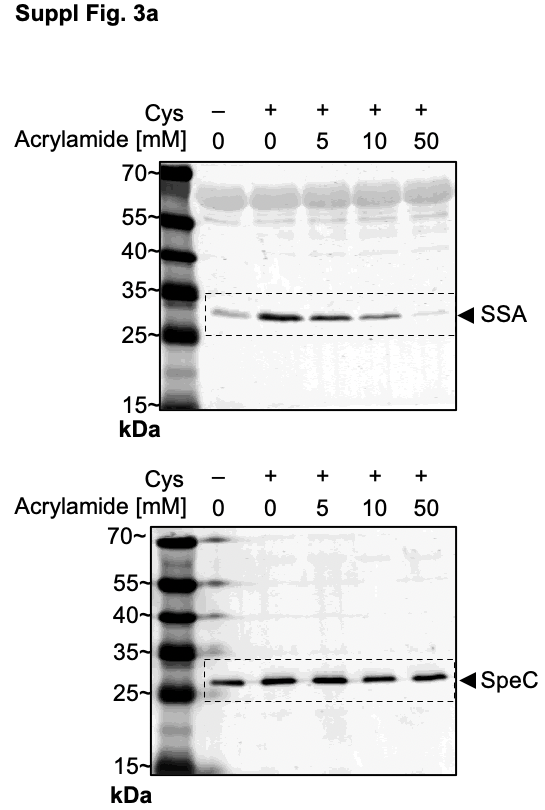 Suppl Fig. 3a
Cys − + + + +
Acrylamide [mM] 0 0 5 10 50
70~
55~
40~
35~
SSA
25~
15~
kDa
Cys − + + + +
Acrylamide [mM] 0 0 5 10 50
70~
55~
40~
35~
SpeC
25~
15~
kDa